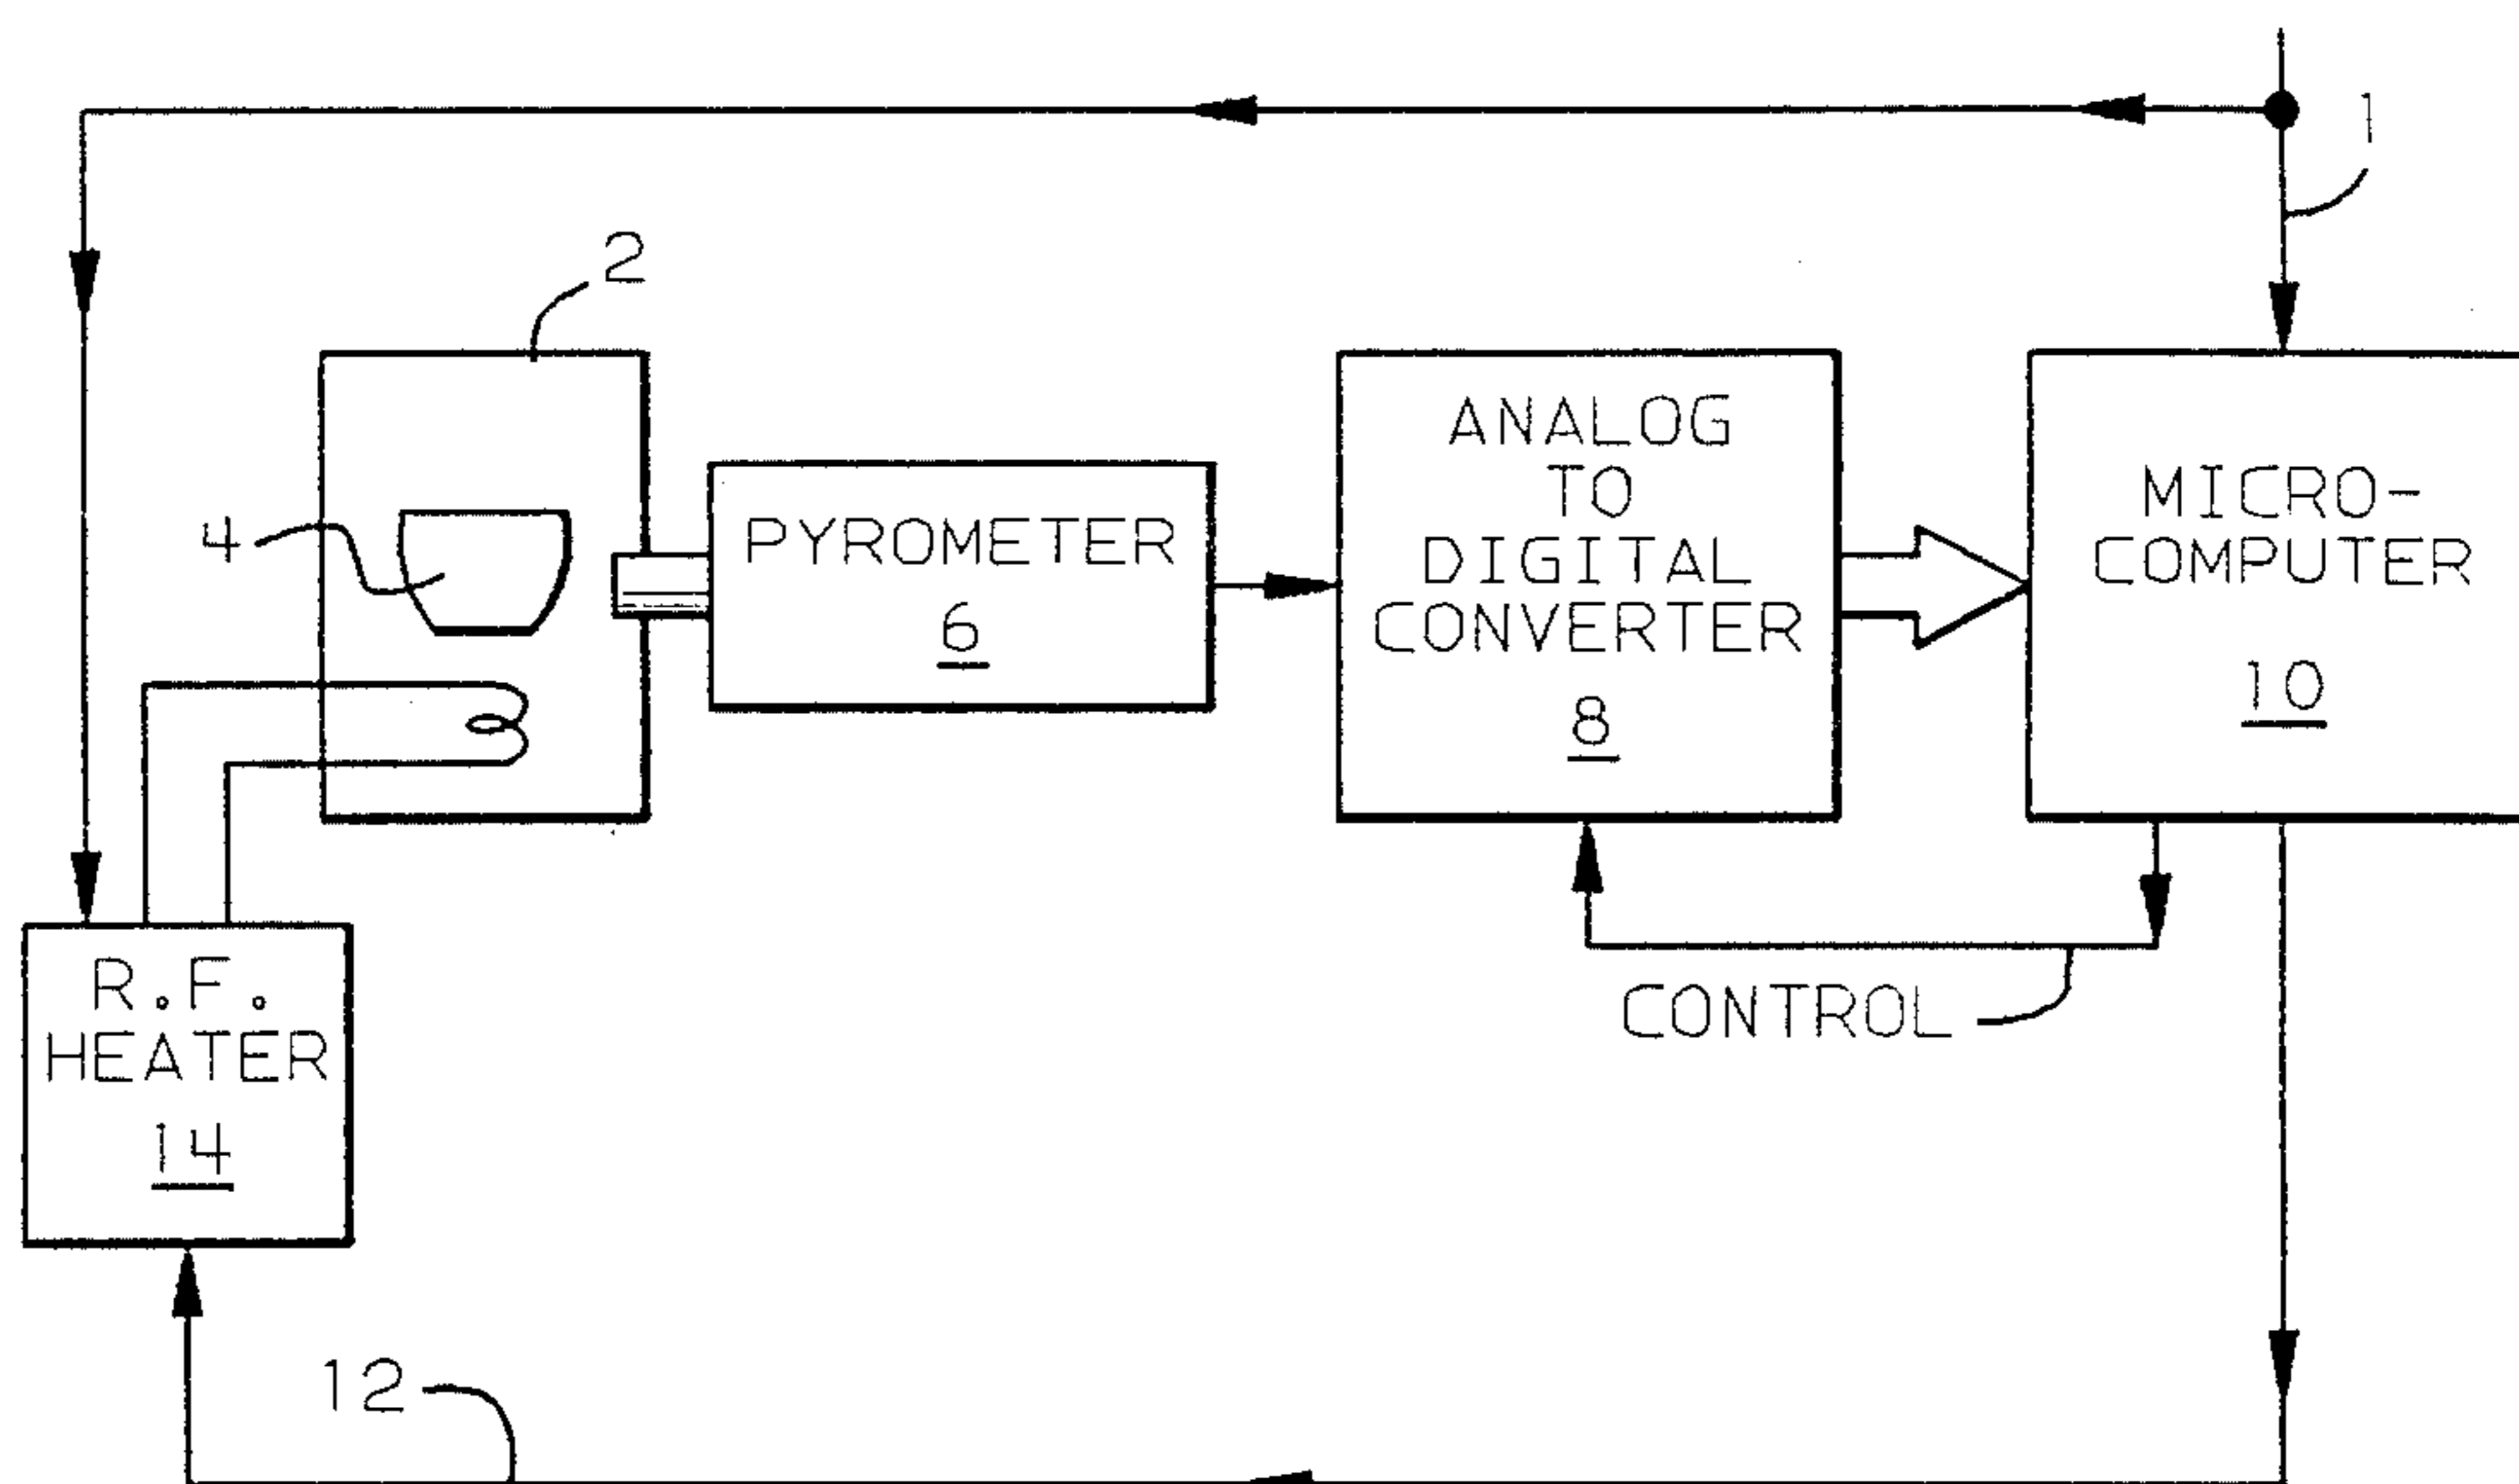 1
2
4
PYROMETER
6
ANALOG
TO
DIGITAL
CONVERTER
8
MICRO-
COMPUTER
10
CONTROL
R.F.
HEATER
14
12